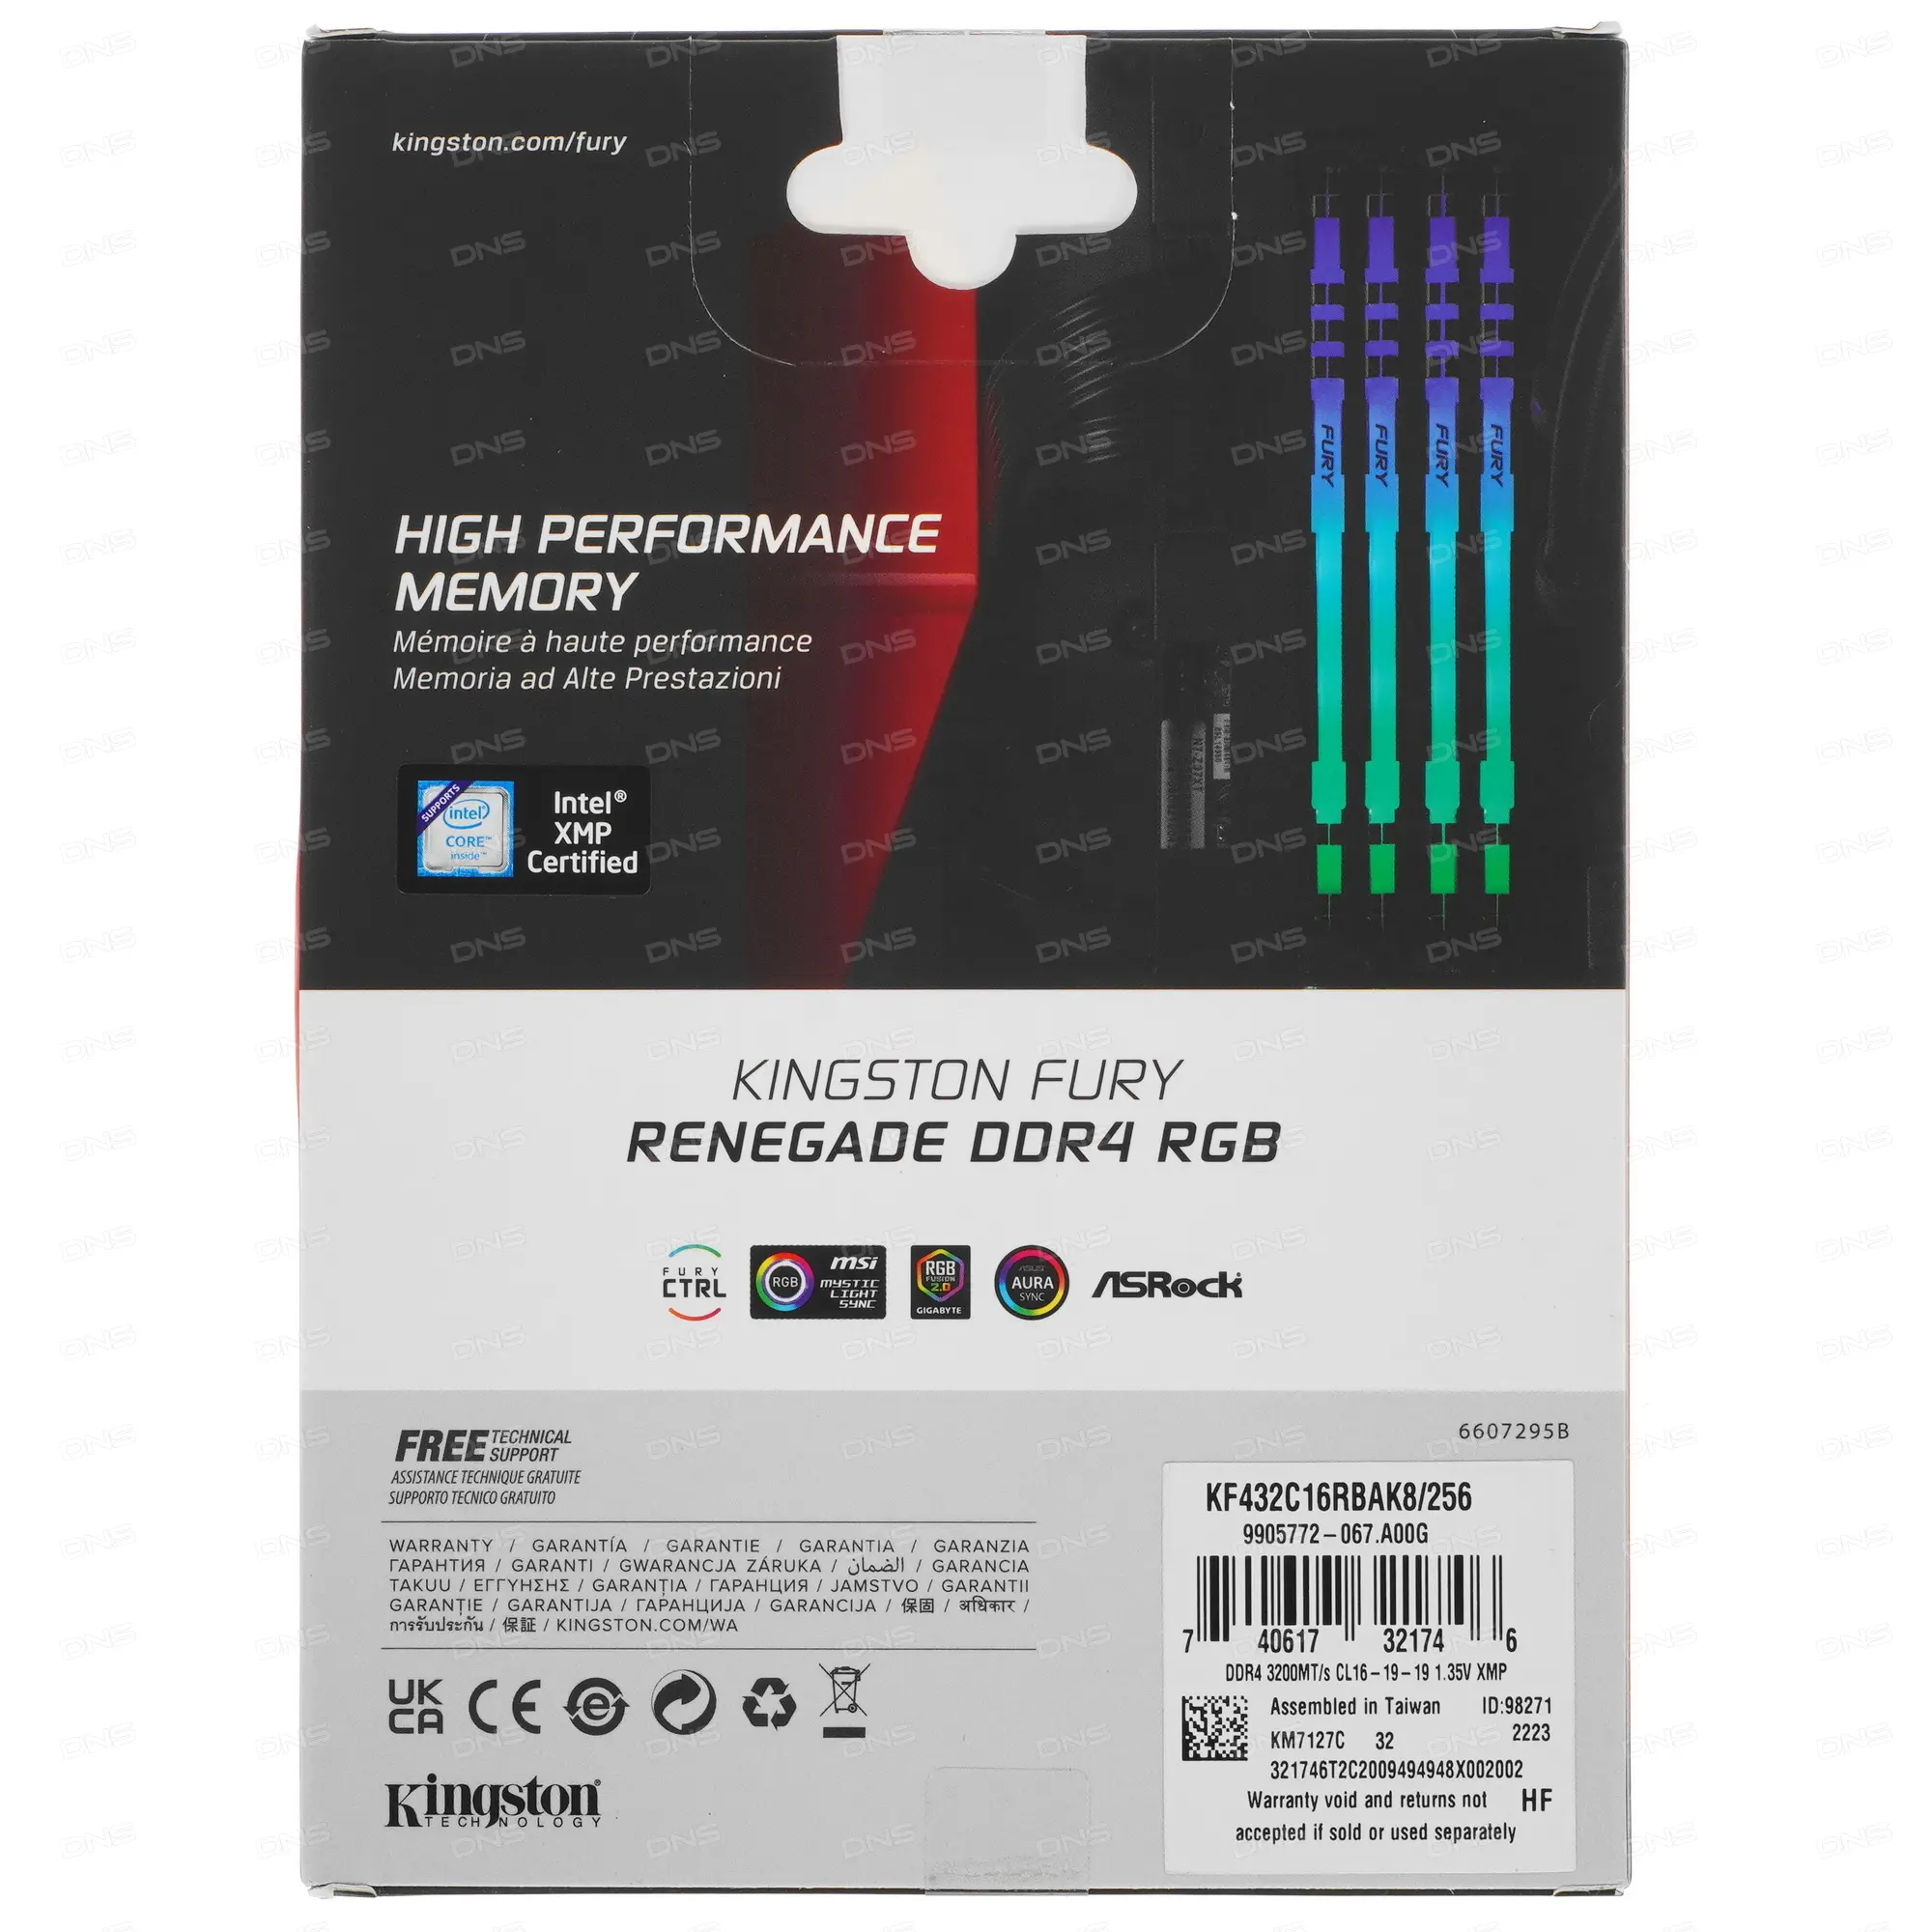 kingston.com/fury
FURY FURY FURY FURY
HIGH PERFORMANCE
MEMORY
Mémoire à haute performance
Memoria ad Alte Prestazioni
SUPPORTS
intel®
CORE™
inside™
Intel®
XMP
Certified
KINGSTON FURY
RENEGADE DDR4 RGB
FURY
CTRL
RGB
msi
MYSTIC
LIGHT
SYNC
RGB
FUSION
2.0
GIGABYTE
ASUS
AURA
SYNC
ASRock
FREE TECHNICAL
SUPPORT
ASSISTANCE TECHNIQUE GRATUITE
SUPPORTO TECNICO GRATUITO
6607295B
WARRANTY / GARANTÍA / GARANTIE / GARANTIA / GARANZIA
ГАРАНТИЯ / GARANTI / GWARANCJA ZÁRUKA / الضمان / GARANCIA
TAKUU / ΕΓΓΥΗΣΗΣ / GARANȚIA / ГАРАНЦИЯ / JAMSTVO / GARANTII
GARANȚIE / GARANTIJA / ГАРАНЦИЈА / GARANCIJA / 保固 / अधिकार /
การรับประกัน / 保証 / KINGSTON.COM/WA
UK
CA
CE
e
Kingston®
TECHNOLOGY
KF432C16RBAK8/256
9905772-067.A00G
7 40617 32174 6
DDR4 3200MT/s CL16-19-19 1.35V XMP
Assembled in Taiwan ID:98271
KM7127C 32 2223
321746T2C2009494948X002002
Warranty void and returns not HF
accepted if sold or used separately
DNS